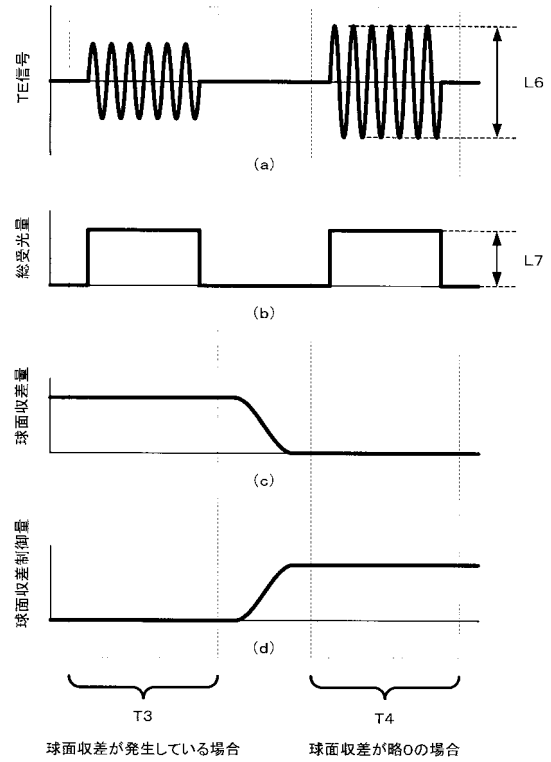 TE信号
L6
(a)
総受光量
L7
(b)
球面収差量
(c)
球面収差制御量
(d)
T3
T4
球面収差が発生している場合
球面収差が略0の場合